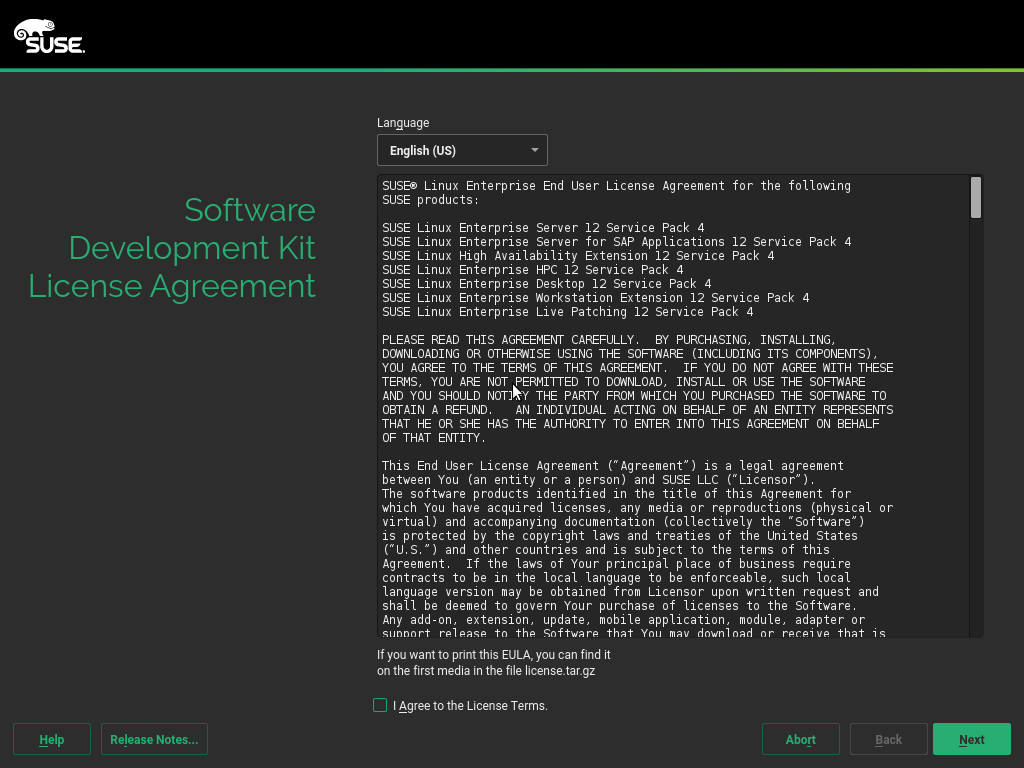 SUSE
Software
Development Kit
License Agreement
Language
English (US)
SUSE® Linux Enterprise End User License Agreement for the following
SUSE products:
SUSE Linux Enterprise Server 12 Service Pack 4
SUSE Linux Enterprise Server for SAP Applications 12 Service Pack 4
SUSE Linux High Availability Extension 12 Service Pack 4
SUSE Linux Enterprise HPC 12 Service Pack 4
SUSE Linux Enterprise Desktop 12 Service Pack 4
SUSE Linux Enterprise Workstation Extension 12 Service Pack 4
SUSE Linux Enterprise Live Patching 12 Service Pack 4
PLEASE READ THIS AGREEMENT CAREFULLY.  BY PURCHASING, INSTALLING,
DOWNLOADING OR OTHERWISE USING THE SOFTWARE (INCLUDING ITS COMPONENTS),
YOU AGREE TO THE TERMS OF THIS AGREEMENT.  IF YOU DO NOT AGREE WITH THESE
TERMS, YOU ARE NOT PERMITTED TO DOWNLOAD, INSTALL OR USE THE SOFTWARE
AND YOU SHOULD NOTIFY THE PARTY FROM WHICH YOU PURCHASED THE SOFTWARE TO
OBTAIN A REFUND.   AN INDIVIDUAL ACTING ON BEHALF OF AN ENTITY REPRESENTS
THAT HE OR SHE HAS THE AUTHORITY TO ENTER INTO THIS AGREEMENT ON BEHALF
OF THAT ENTITY.
This End User License Agreement (“Agreement”) is a legal agreement
between You (an entity or a person) and SUSE LLC (“Licensor”).
The software products identified in the title of this Agreement for
which You have acquired licenses, any media or reproductions (physical or
virtual) and accompanying documentation (collectively the “Software”)
is protected by the copyright laws and treaties of the United States
(“U.S.”) and other countries and is subject to the terms of this
Agreement.  If the laws of Your principal place of business require
contracts to be in the local language to be enforceable, such local
language version may be obtained from Licensor upon written request and
shall be deemed to govern Your purchase of licenses to the Software.
Any add-on, extension, update, mobile application, module, adapter or
support release to the Software that You may download or receive that is
If you want to print this EULA, you can find it
on the first media in the file license.tar.gz
I Agree to the License Terms.
Help
Release Notes...
Abort
Back
Next